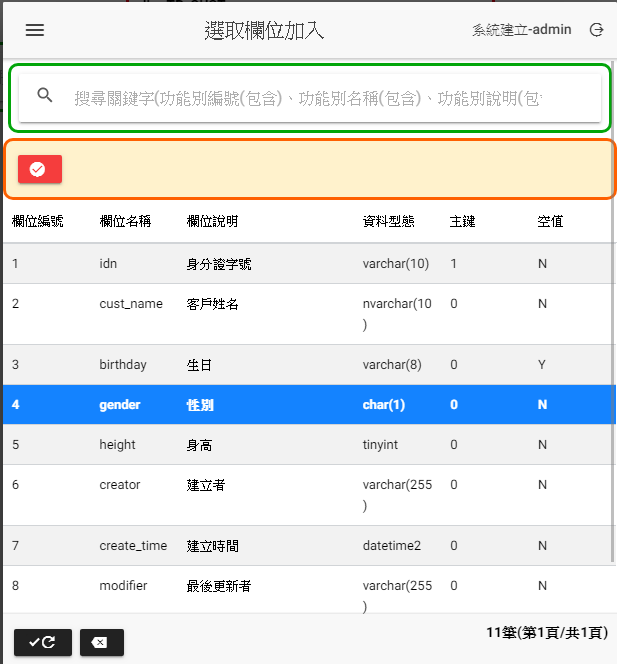 選取欄位加入
系統建立-admin
搜尋關鍵字(功能別編號(包含)、功能別名稱(包含)、功能別說明(包
欄位編號 欄位名稱 欄位說明 資料型態 主鍵 空值
1 idn 身分證字號 varchar(10) 1 N
2 cust_name 客戶姓名 nvarchar(10 0 N
)
3 birthday 生日 varchar(8) 0 Y
4 gender 性別 char(1) 0 N
5 height 身高 tinyint 0 N
6 creator 建立者 varchar(255 0 N
)
7 create_time 建立時間 datetime2 0 N
8 modifier 最後更新者 varchar(255 0 N
)
11筆(第1頁/共1頁)